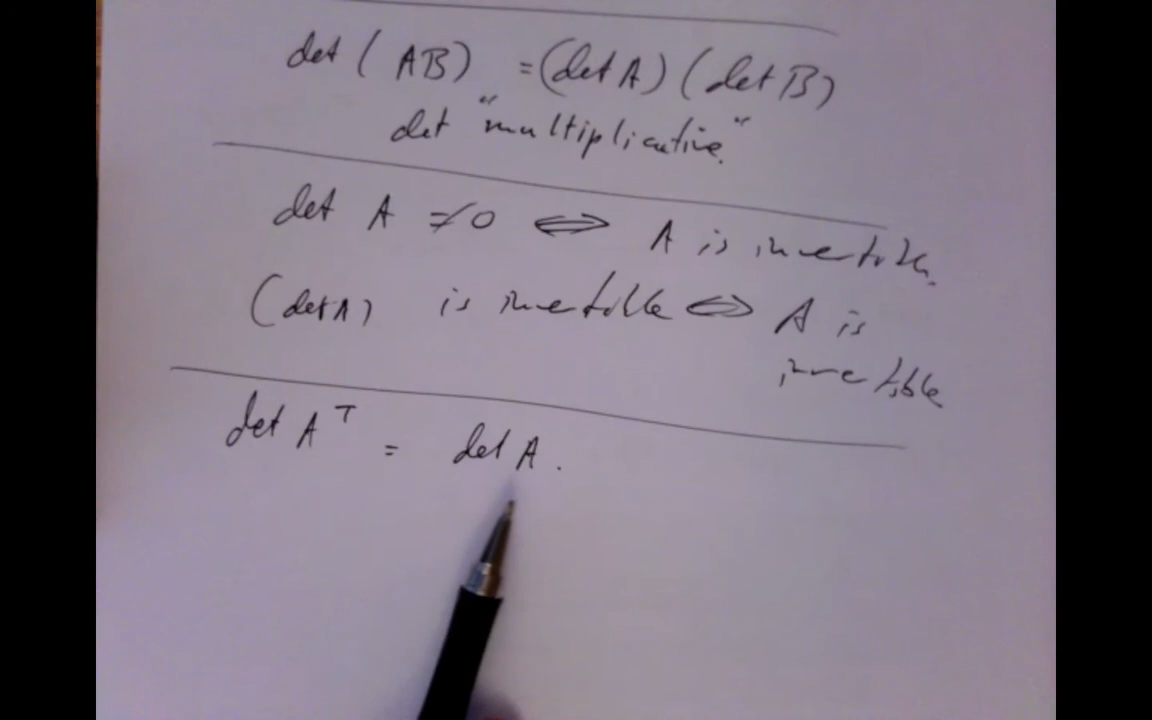 det (AB) = (det A) (det B)
det "multiplicative".
det A ≠ 0 ⇔ A is invertible.
(det A) is invertible ⇔ A is
invertible
det Aᵀ = det A.